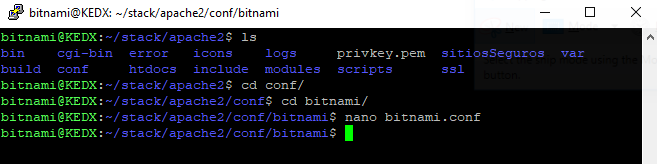 bitnami@KEDX: ~/stack/apache2/conf/bitnami
bitnami@KEDX:~/stack/apache2$ ls
bin cgi-bin error icons logs privkey.pem sitiosSeguros var
build conf htdocs include modules scripts ssl
bitnami@KEDX:~/stack/apache2$ cd conf/
bitnami@KEDX:~/stack/apache2/conf$ cd bitnami/
bitnami@KEDX:~/stack/apache2/conf/bitnami$ nano bitnami.conf
bitnami@KEDX:~/stack/apache2/conf/bitnami$
button.